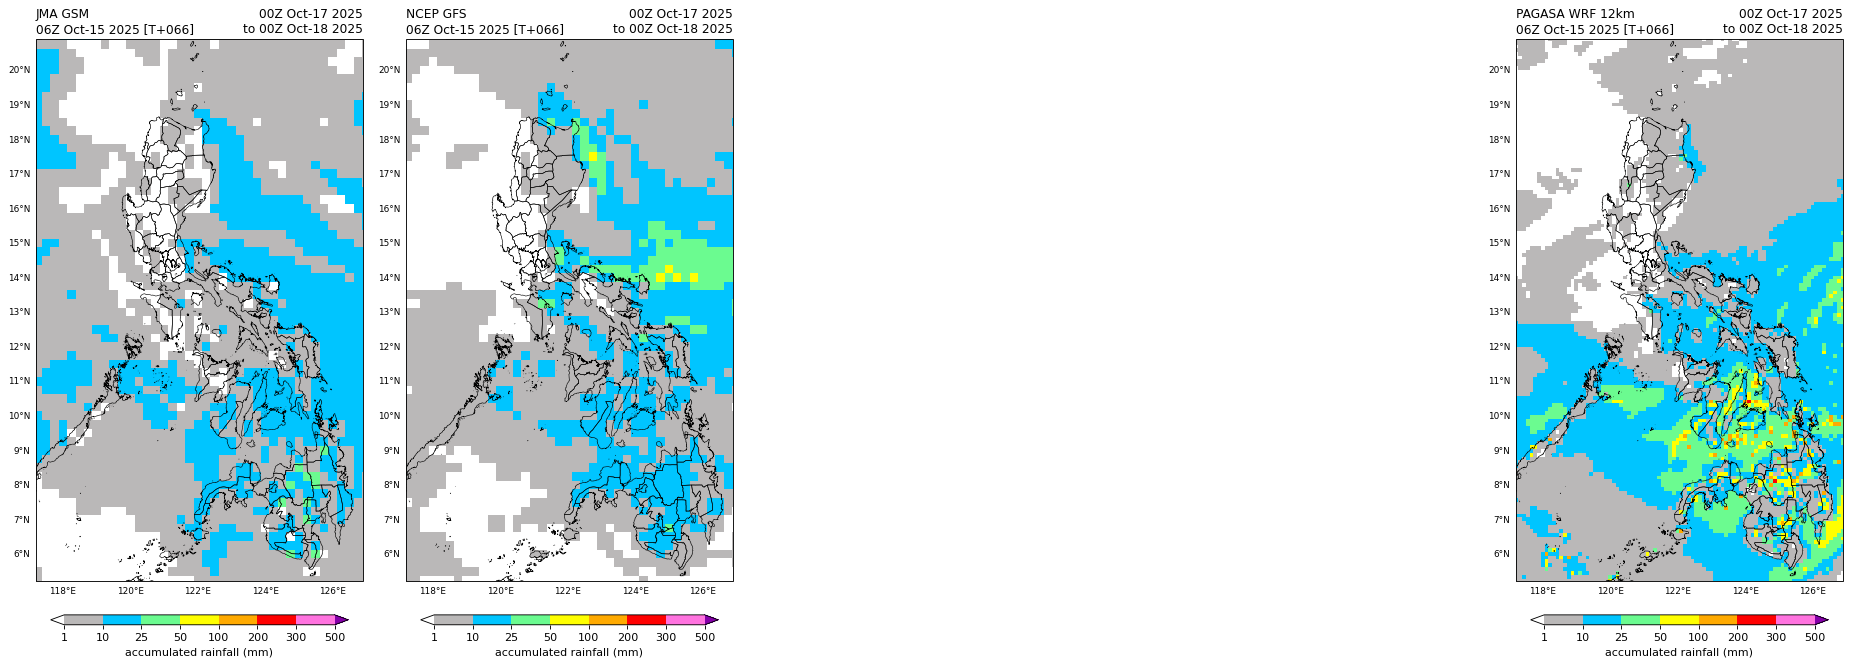 JMA GSM 00Z Oct-17 2025
06Z Oct-15 2025 [T+066] to 00Z Oct-18 2025
20°N
19°N
18°N
17°N
16°N
15°N
14°N
13°N
12°N
11°N
10°N
9°N
8°N
7°N
6°N
118°E 120°E 122°E 124°E 126°E
1 10 25 50 100 200 300 500
accumulated rainfall (mm)
NCEP GFS 00Z Oct-17 2025
06Z Oct-15 2025 [T+066] to 00Z Oct-18 2025
20°N
19°N
18°N
17°N
16°N
15°N
14°N
13°N
12°N
11°N
10°N
9°N
8°N
7°N
6°N
118°E 120°E 122°E 124°E 126°E
1 10 25 50 100 200 300 500
accumulated rainfall (mm)
PAGASA WRF 12km 00Z Oct-17 2025
06Z Oct-15 2025 [T+066] to 00Z Oct-18 2025
20°N
19°N
18°N
17°N
16°N
15°N
14°N
13°N
12°N
11°N
10°N
9°N
8°N
7°N
6°N
118°E 120°E 122°E 124°E 126°E
1 10 25 50 100 200 300 500
accumulated rainfall (mm)